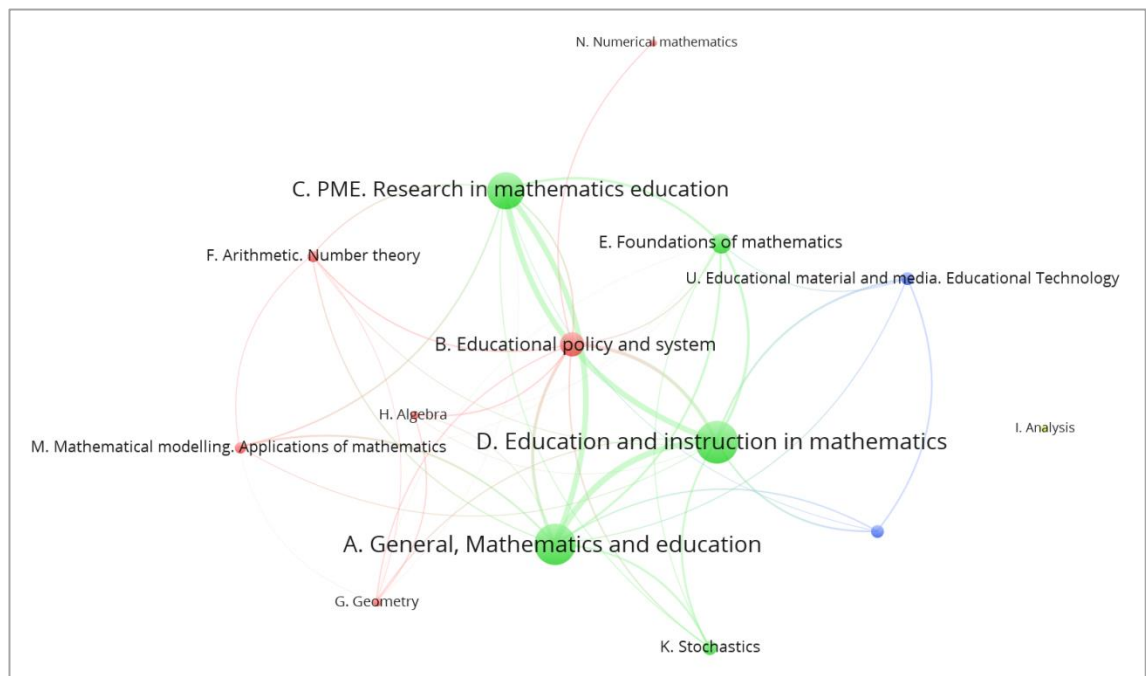 N. Numerical mathematics
C. PME. Research in mathematics education
E. Foundations of mathematics
F. Arithmetic. Number theory
U. Educational material and media. Educational Technology
B. Educational policy and system
H. Algebra
I. Analysis
M. Mathematical modelling. Applications of mathematics
D. Education and instruction in mathematics
A. General, Mathematics and education
G. Geometry
K. Stochastics